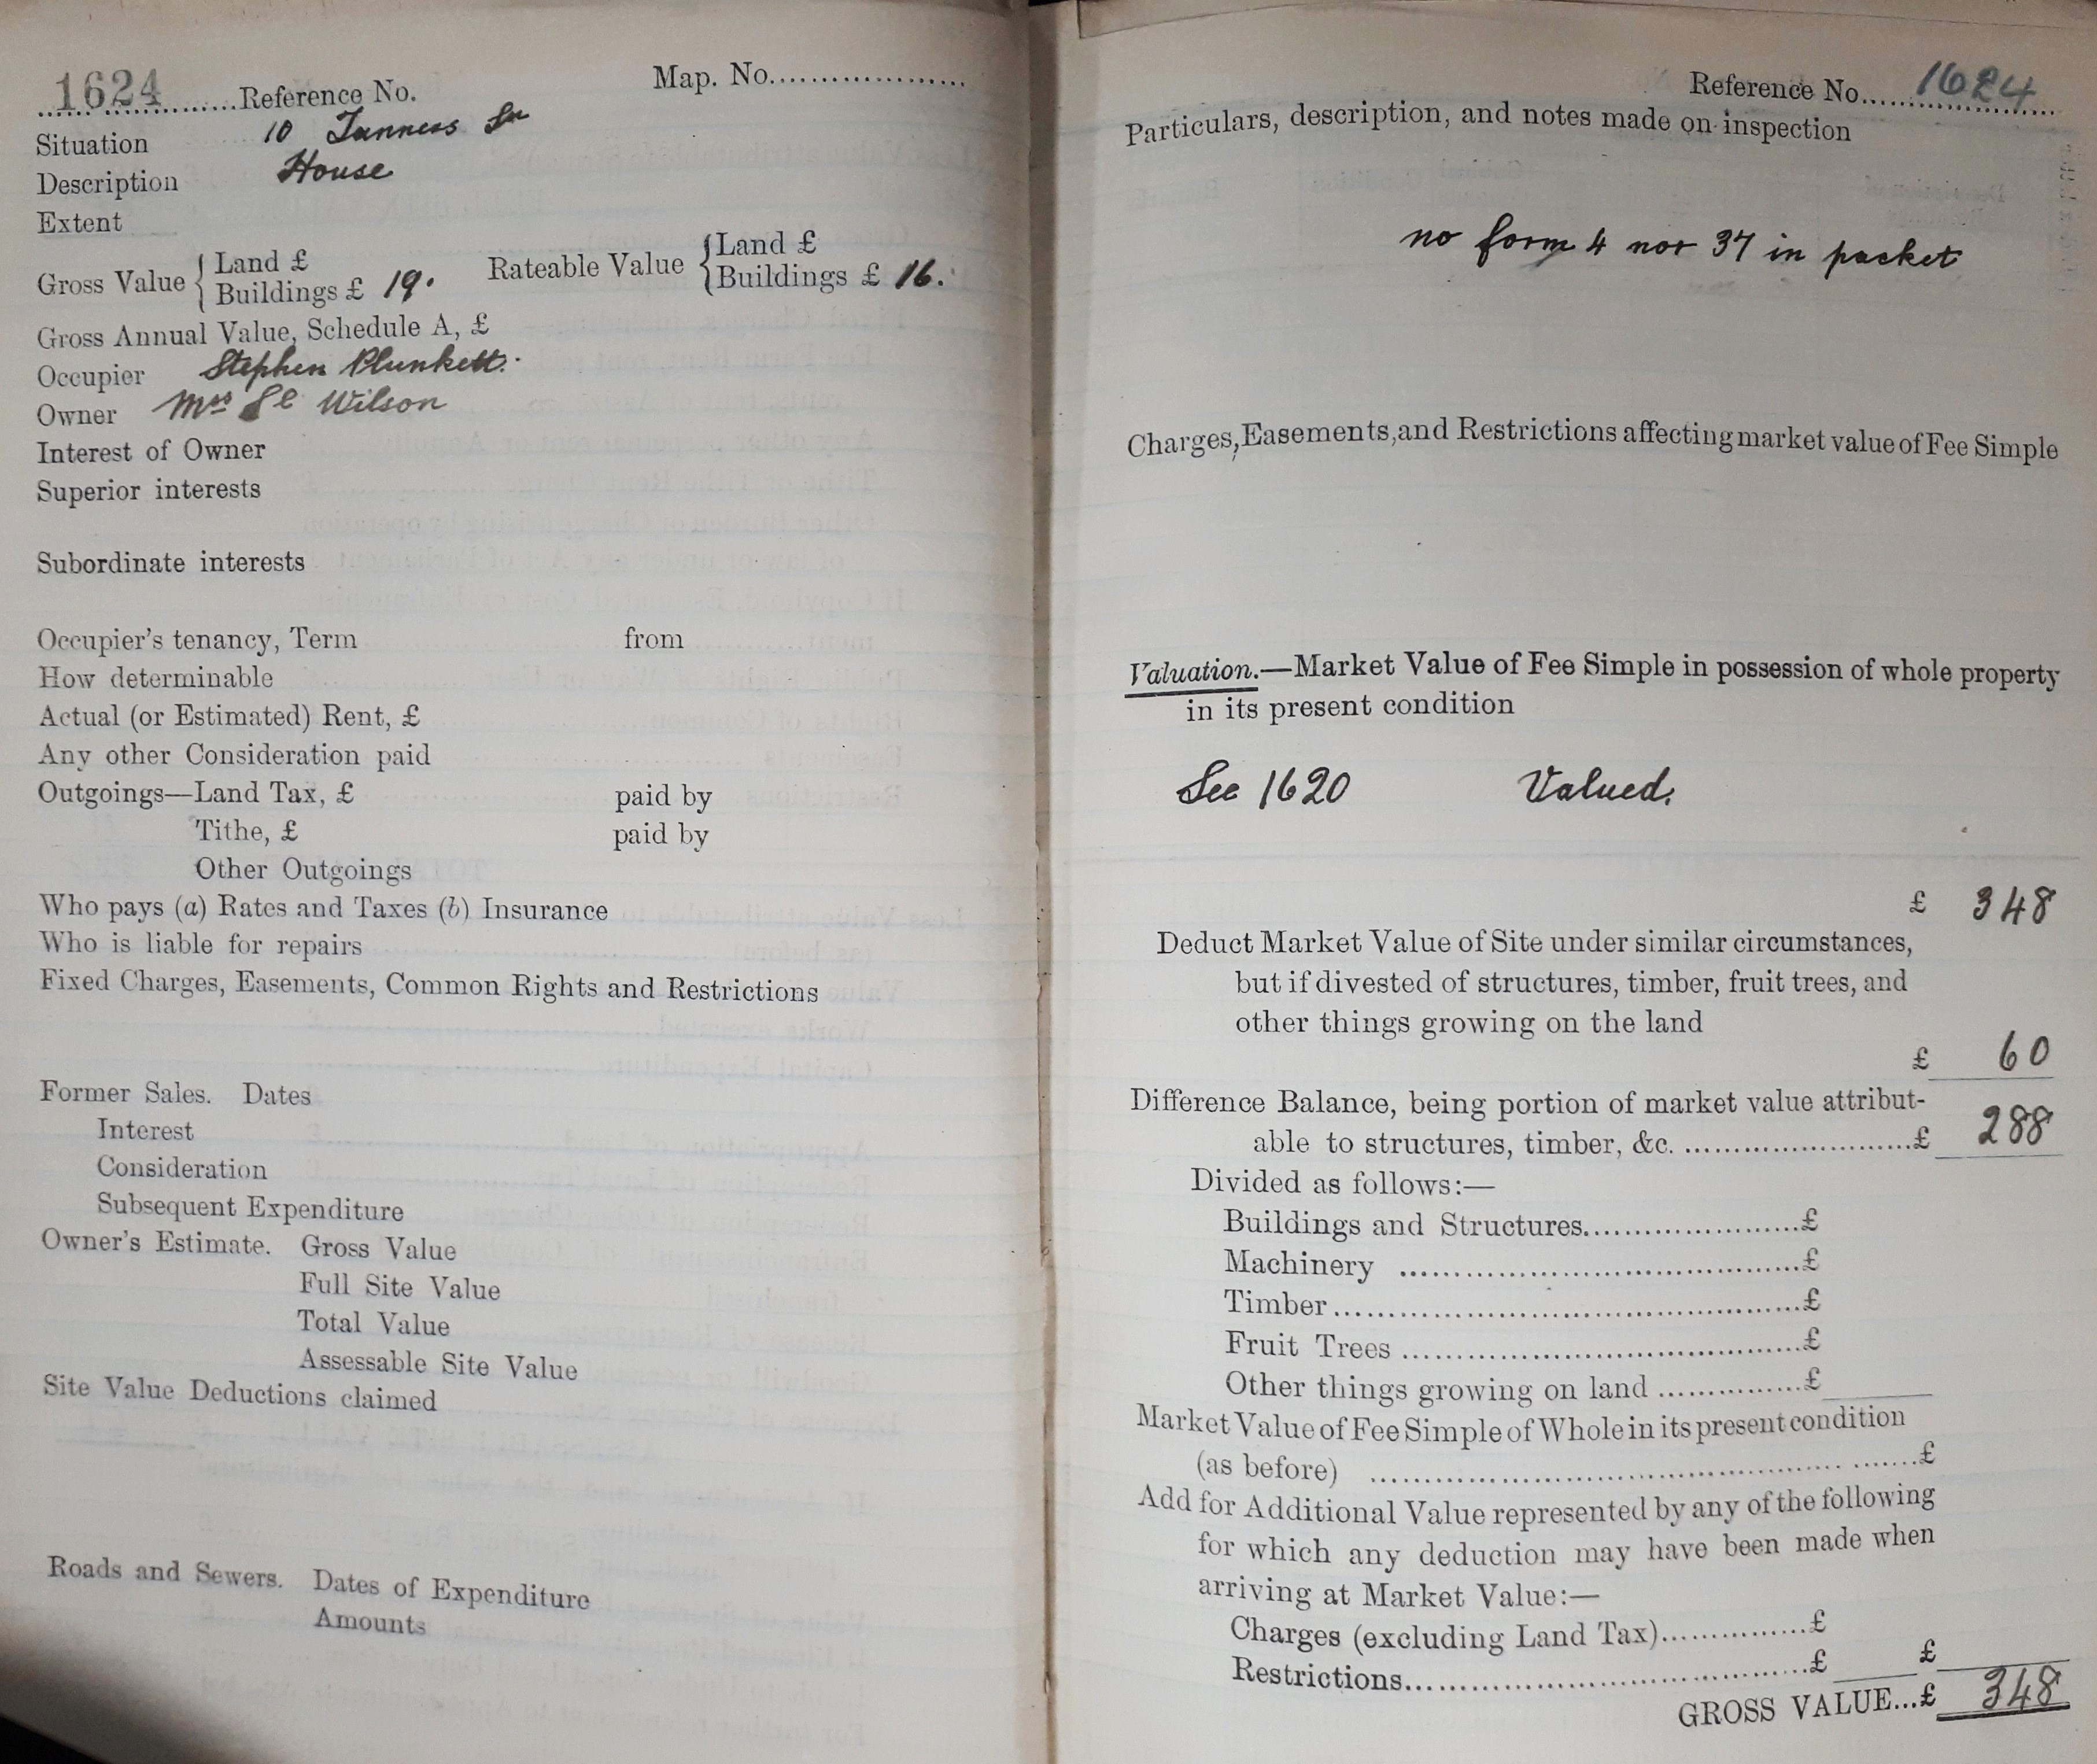 1624 Reference No. Map. No.
Situation 10
Description House
Extent
Gross Value { Land £
Buildings £ 19.
Rateable Value { Land £
Buildings £ 16.
Gross Annual Value, Schedule A, £
Occupier Stephen Plunkett.
Owner Mrs Wilson
Interest of Owner
Superior interests
Subordinate interests
Occupier's tenancy, Term from
How determinable
Actual (or Estimated) Rent, £
Any other Consideration paid
Outgoings—Land Tax, £ paid by
Tithe, £ paid by
Other Outgoings
Who pays (a) Rates and Taxes (b) Insurance
Who is liable for repairs
Fixed Charges, Easements, Common Rights and Restrictions
Former Sales. Dates
Interest
Consideration
Subsequent Expenditure
Owner's Estimate. Gross Value
Full Site Value
Total Value
Assessable Site Value
Site Value Deductions claimed
Roads and Sewers. Dates of Expenditure
Amounts
Reference No. 1624
Particulars, description, and notes made on inspection
no form 4 nor 37 in packet
Charges, Easements, and Restrictions affecting market value of Fee Simple
Valuation.—Market Value of Fee Simple in possession of whole property
in its present condition
See 1620 Valued.
£ 348
Deduct Market Value of Site under similar circumstances,
but if divested of structures, timber, fruit trees, and
other things growing on the land
£ 60
Difference Balance, being portion of market value attribut-
able to structures, timber, &c. £ 288
Divided as follows:—
Buildings and Structures £
Machinery £
Timber £
Fruit Trees £
Other things growing on land £
Market Value of Fee Simple of Whole in its present condition
(as before) £
Add for Additional Value represented by any of the following
for which any deduction may have been made when
arriving at Market Value:—
Charges (excluding Land Tax) £
Restrictions £ £
GROSS VALUE...£ 348